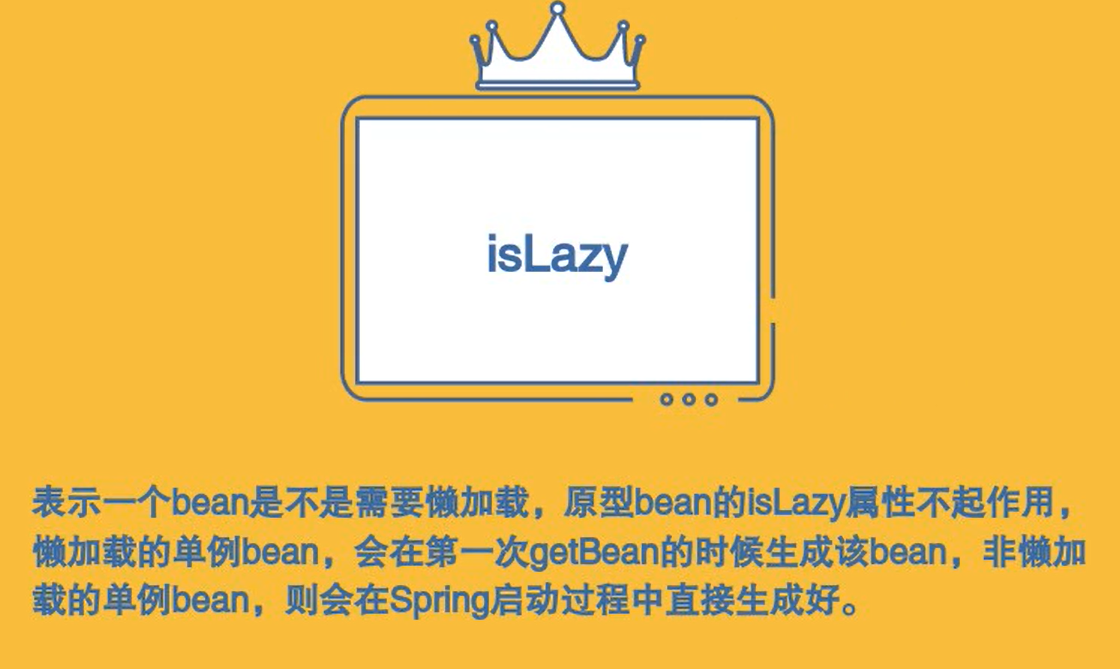 isLazy
表示一个bean是不是需要懒加载，原型bean的isLazy属性不起作用，
懒加载的单例bean，会在第一次getBean的时候生成该bean，非懒加
载的单例bean，则会在Spring启动过程中直接生成好。